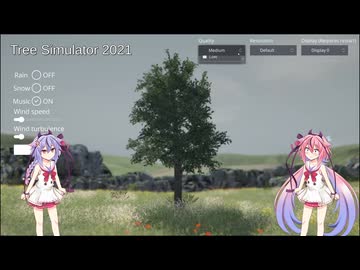 Tree Simulator 2021
Quality
Resolution
Display (Requires restart)
Medium
Default
Display 0
Low
Rain OFF
Snow OFF
Music ON
Wind speed
Wind turbulence